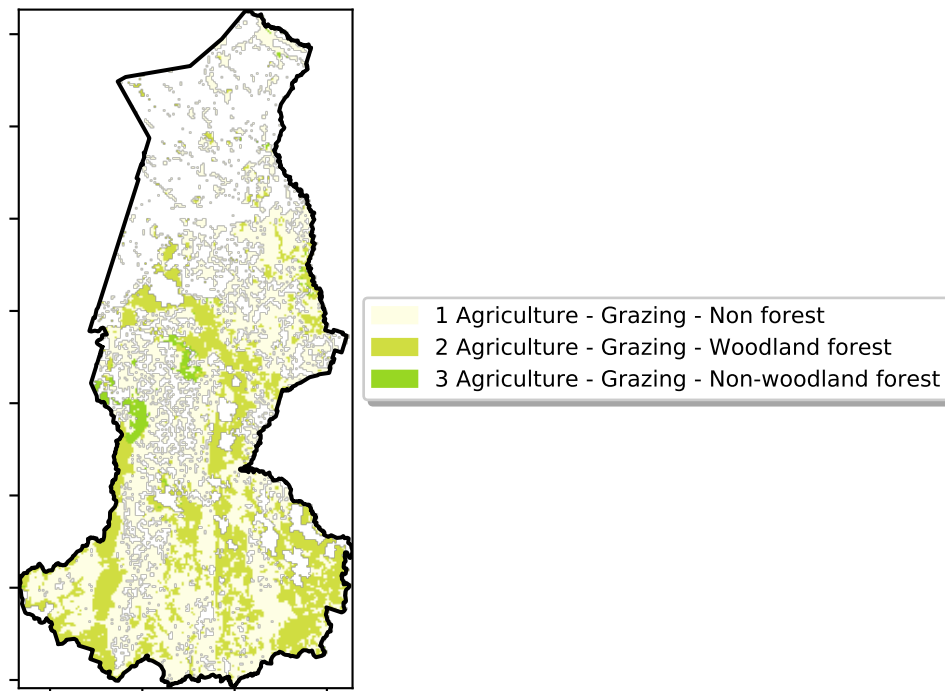 1 Agriculture - Grazing - Non forest
2 Agriculture - Grazing - Woodland forest
3 Agriculture - Grazing - Non-woodland forest